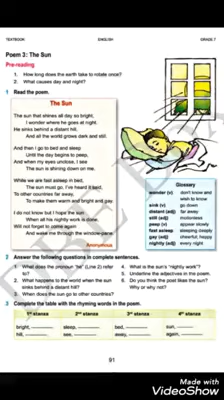 TEXTBOOK ENGLISH GRADE 7
Poem 3: The Sun
Pre-reading
1. How long does the earth take to rotate once?
2. What causes day and night?
1 Read the poem.
The Sun
The sun that shines all day so bright,
I wonder where he goes at night.
He sinks behind a distant hill,
And all the world grows dark and still.
And then I go to bed and sleep
Until the day begins to peep.
And when my eyes unclose, I see
The sun is shining down on me.
While we are fast asleep in bed,
The sun must go, I've heard it said,
To other countries far away,
To make them warm and bright and gay.
I do not know but I hope the sun,
When all his nightly work is done,
Will not forget to come again
And wake me through the window-pane.
Anonymous
Glossary
wonder (v) don't know and wish to know
sink (v) go down
distant (adj) far away
still (adj) motionless
peep (v) appear slowly
fast asleep sleeping deeply
gay (adj) cheerful, happy
nightly (adj) every night
2 Answer the following questions in complete sentences.
1. What does the pronoun "he" (Line 2) refer to?
2. What happens to the world when the sun sinks behind a distant hill?
3. When does the sun go to other countries?
4. What is the sun's "nightly work"?
5. Underline the adjectives in the poem.
6. Do you think the poet likes the sun? Why or why not?
3 Complete the table with the rhyming words in the poem.
1st stanza 2nd stanza 3rd stanza 4th stanza
bright, sleep, bed, sun,
hill, see, away, again,
91
Made with
VideoShow